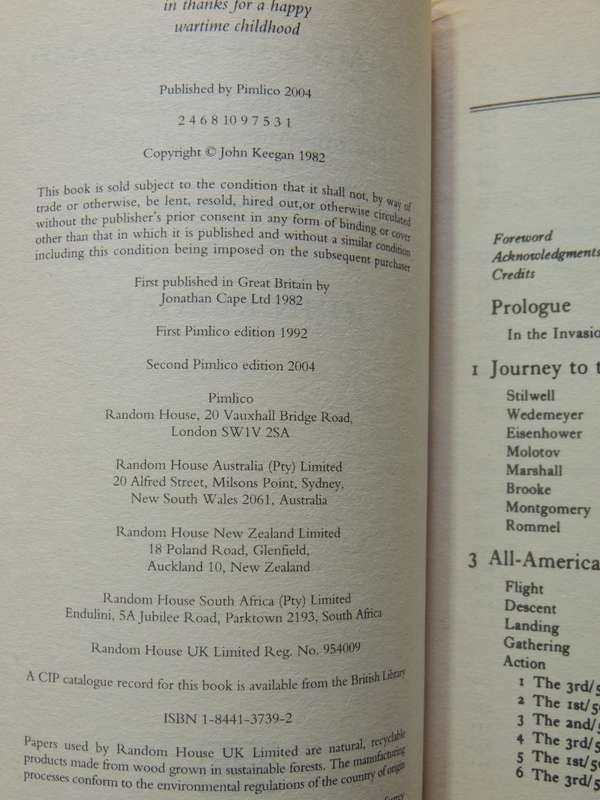 in thanks for a happy
wartime childhood
Published by Pimlico 2004
2 4 6 8 10 9 7 5 3 1
Copyright © John Keegan 1982
This book is sold subject to the condition that it shall not, by way of
trade or otherwise, be lent, resold, hired out,or otherwise circulated
without the publisher's prior consent in any form of binding or cover
other than that in which it is published and without a similar condition
including this condition being imposed on the subsequent purchaser
First published in Great Britain by
Jonathan Cape Ltd 1982
First Pimlico edition 1992
Second Pimlico edition 2004
Pimlico
Random House, 20 Vauxhall Bridge Road,
London SW1V 2SA
Random House Australia (Pty) Limited
20 Alfred Street, Milsons Point, Sydney,
New South Wales 2061, Australia
Random House New Zealand Limited
18 Poland Road, Glenfield,
Auckland 10, New Zealand
Random House South Africa (Pty) Limited
Endulini, 5A Jubilee Road, Parktown 2193, South Africa
Random House UK Limited Reg. No. 954009
A CIP catalogue record for this book is available from the British Library
ISBN 1-8441-3739-2
Papers used by Random House UK Limited are natural, recyclable
products made from wood grown in sustainable forests. The manufacturing
processes conform to the environmental regulations of the country of origin
Foreword
Acknowledgments
Credits
Prologue
In the
1 Journey to
Stilwell
Wedemeyer
Eisenhower
Molotov
Marshall
Brooke
Montgomery
Rommel
3 All-America
Flight
Descent
Landing
Gathering
Action
1 The 3rd/5
2 The 1st/5
3 The 2nd/5
4 The 3rd/5
5 The 1st/
6 The 3rd/